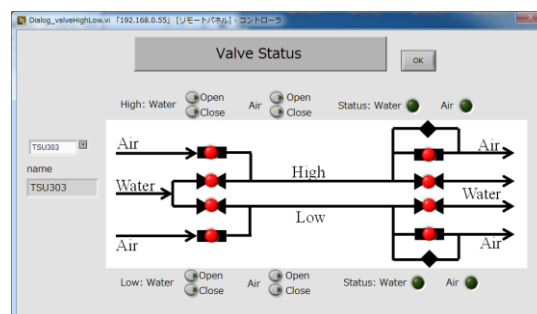 Dialog_valveHighLow.vi 「192.168.0.55」 [リモートパネル] - コントローラ
Valve Status
OK
High: Water Open Close Air Open Close Status: Water Air
TSU303
name
TSU303
Air
Water
Air
High
Low
Air
Water
Air
Low: Water Open Close Air Open Close Status: Water Air